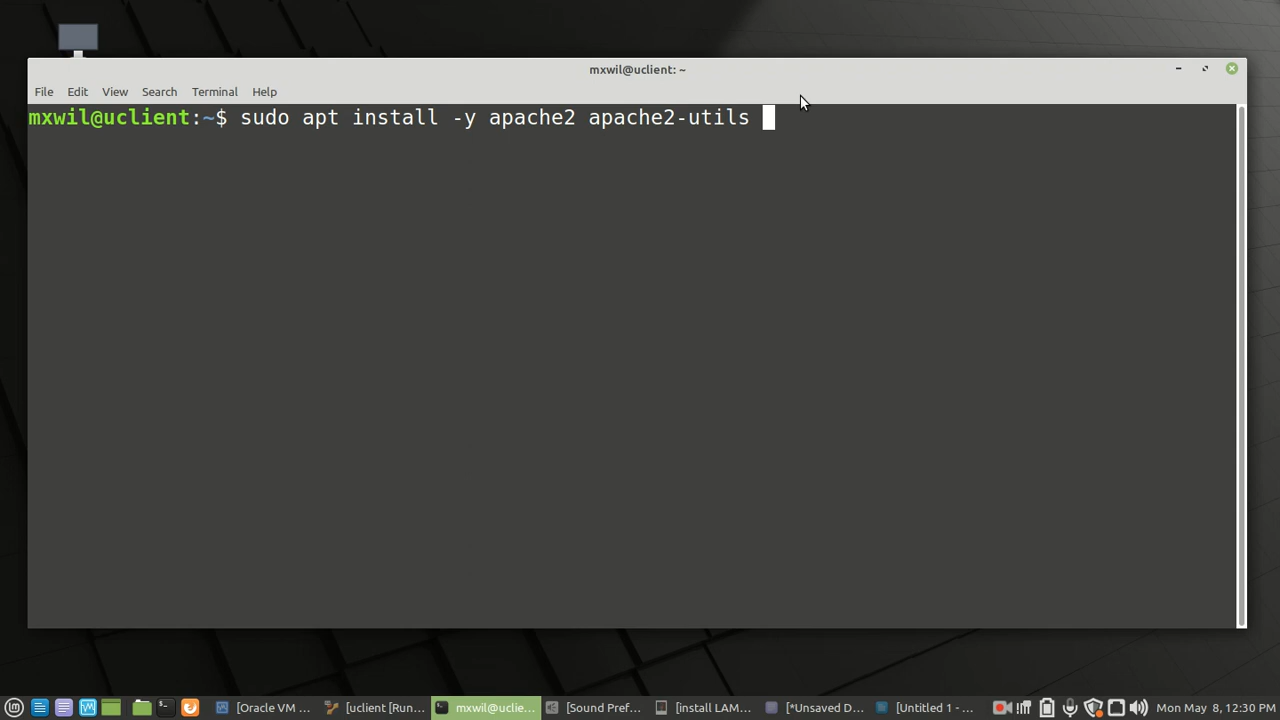 mxwil@uclient: ~
File Edit View Search Terminal Help
mxwil@uclient:~$ sudo apt install -y apache2 apache2-utils
[Oracle VM ... [uclient [Run... mxwil@uclie... [Sound Pref... [install LAM... [*Unsaved D... [Untitled 1 - ... Mon May 8, 12:30 PM